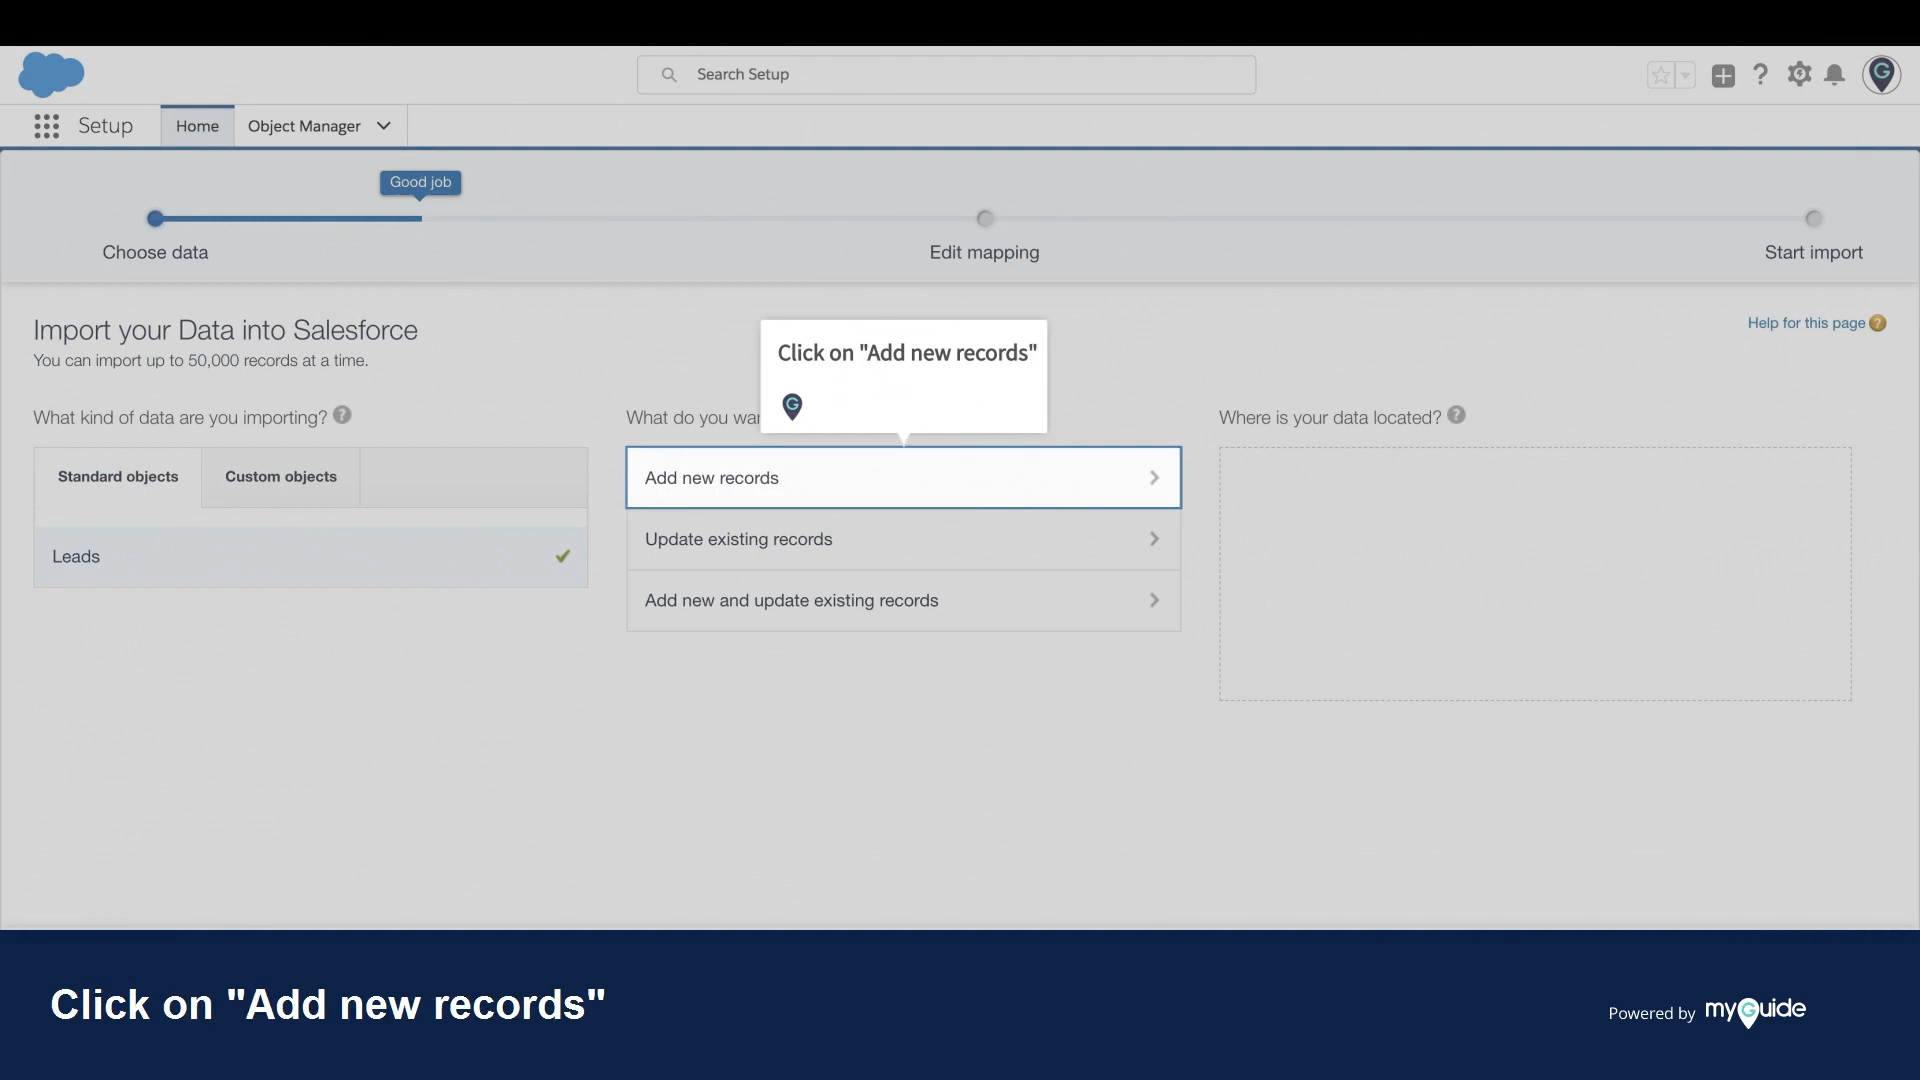 Search Setup
Setup
Home
Object Manager
Good job
Choose data
Edit mapping
Start import
Import your Data into Salesforce
You can import up to 50,000 records at a time.
Help for this page
Click on "Add new records"
What kind of data are you importing?
What do you wa
Where is your data located?
Standard objects
Custom objects
Leads
Add new records
Update existing records
Add new and update existing records
Click on "Add new records"
Powered by myGuide